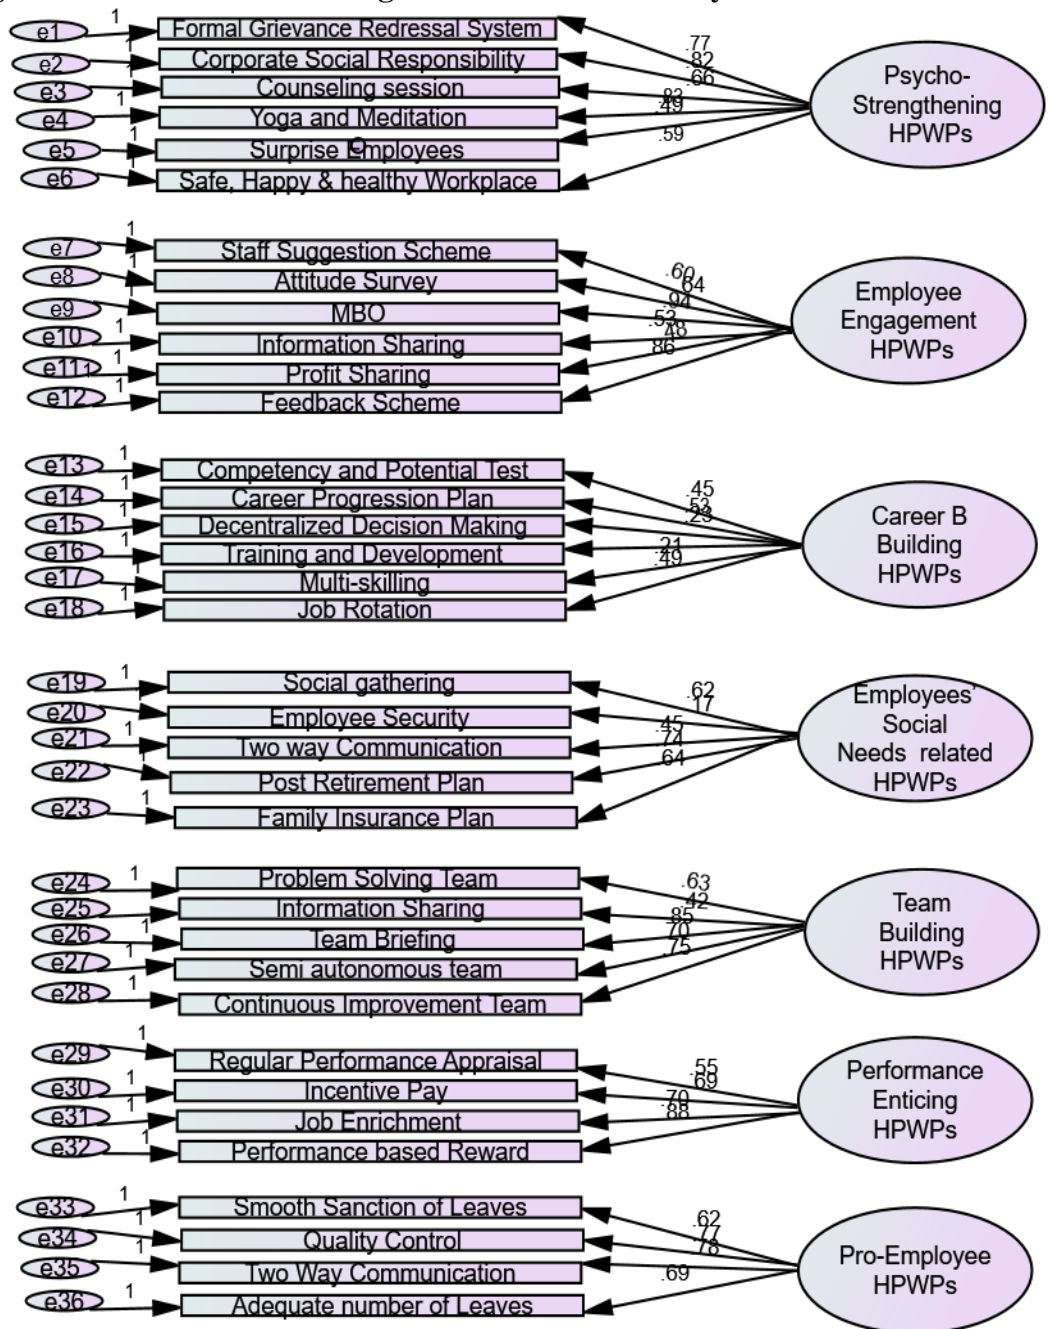 e1 1 Formal Grievance Redressal System .77
e2 1 Corporate Social Responsibility .82
e3 1 Counseling session .66
e4 1 Yoga and Meditation
e5 1 Surprise Employees .49
e6 1 Safe, Happy & healthy Workplace .59
Psycho-
Strengthening
HPWPs
e7 1 Staff Suggestion Scheme .60
e8 1 Attitude Survey .64
e9 MBO .94
e10 1 Information Sharing .53
e11 1 Profit Sharing .48
e12 1 Feedback Scheme .86
Employee
Engagement
HPWPs
e13 1 Competency and Potential Test .45
e14 1 Career Progression Plan .53
e15 1 Decentralized Decision Making
e16 1 Training and Development .23
e17 1 Multi-skilling .21
e18 1 Job Rotation .49
Career B
Building
HPWPs
e19 1 Social gathering .62
e20 1 Employee Security .17
e21 1 Two way Communication .45
e22 1 Post Retirement Plan .74
e23 1 Family Insurance Plan .64
Employees'
Social
Needs related
HPWPs
e24 1 Problem Solving Team .63
e25 Information Sharing .42
e26 1 Team Briefing .85
e27 1 Semi autonomous team .70
e28 1 Continuous Improvement Team .75
Team
Building
HPWPs
e29 1 Regular Performance Appraisal .55
e30 1 Incentive Pay .69
e31 1 Job Enrichment .70
e32 1 Performance based Reward .88
Performance
Enticing
HPWPs
e33 1 Smooth Sanction of Leaves .62
e34 1 Quality Control .77
e35 1 Two Way Communication .78
e36 1 Adequate number of Leaves .69
Pro-Employee
HPWPs